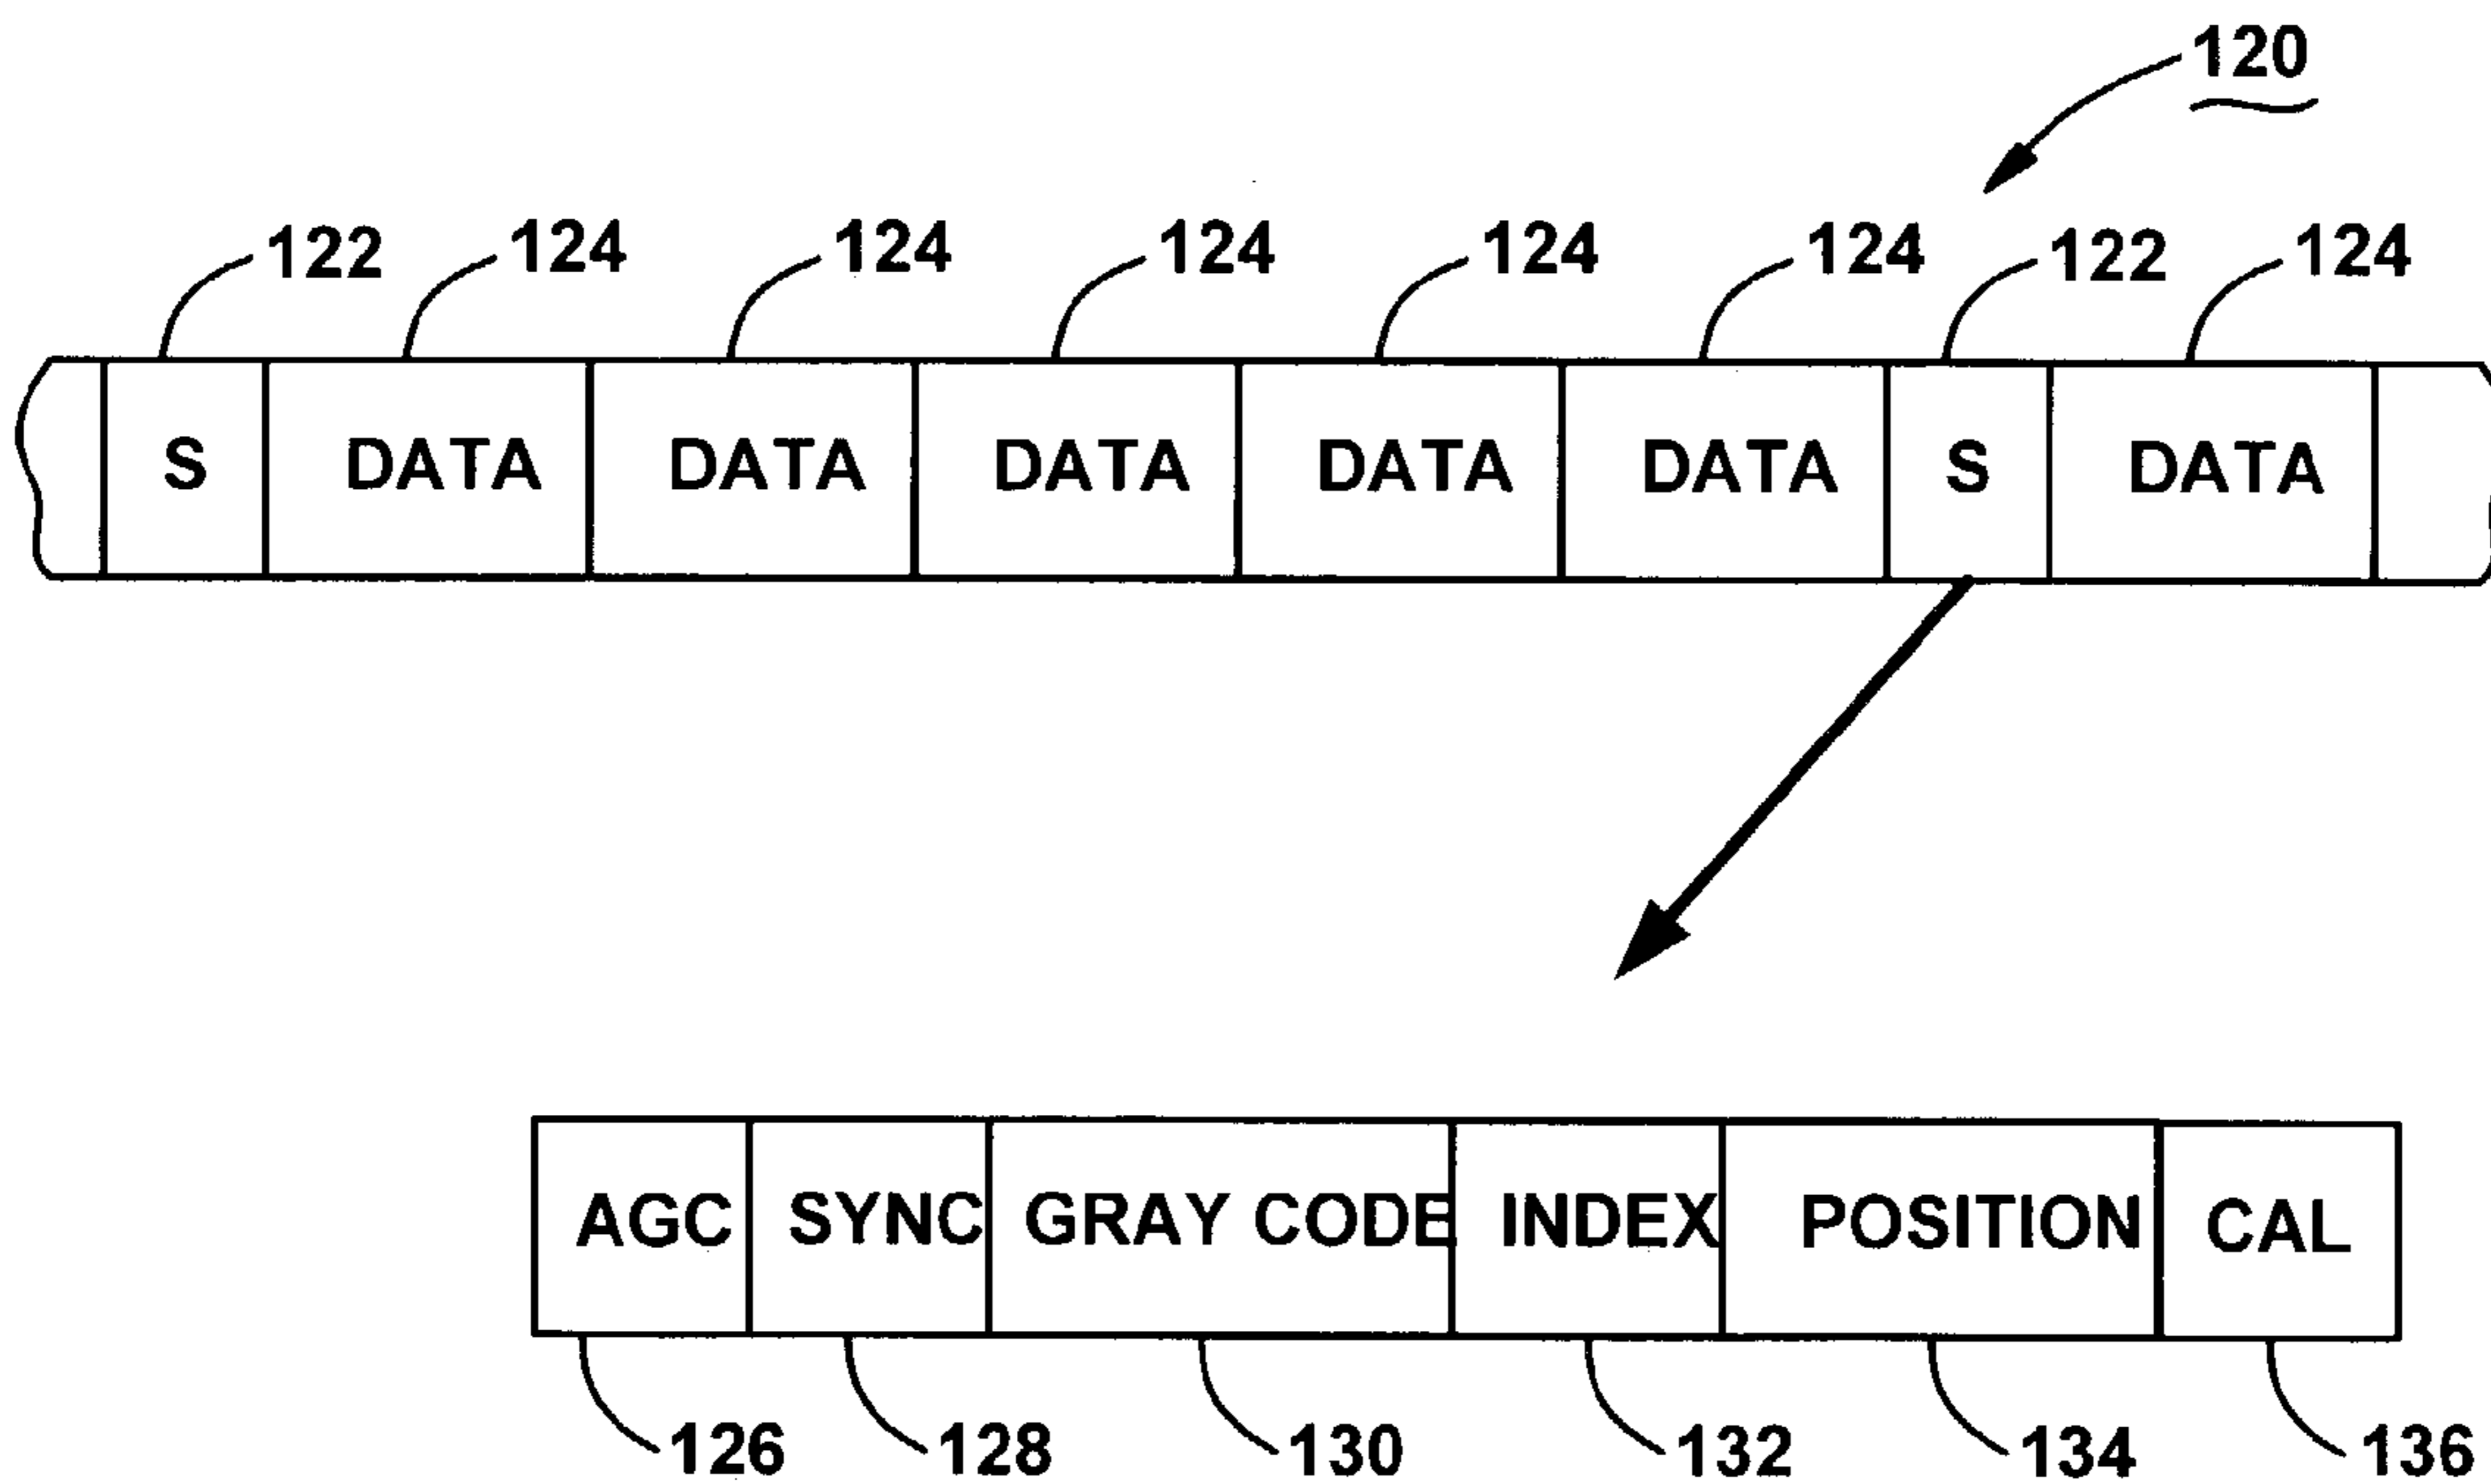 120
122 124 124 124 124 124 122 124
S DATA DATA DATA DATA DATA S DATA
AGC SYNC GRAY CODE INDEX POSITION CAL
126 128 130 132 134 136